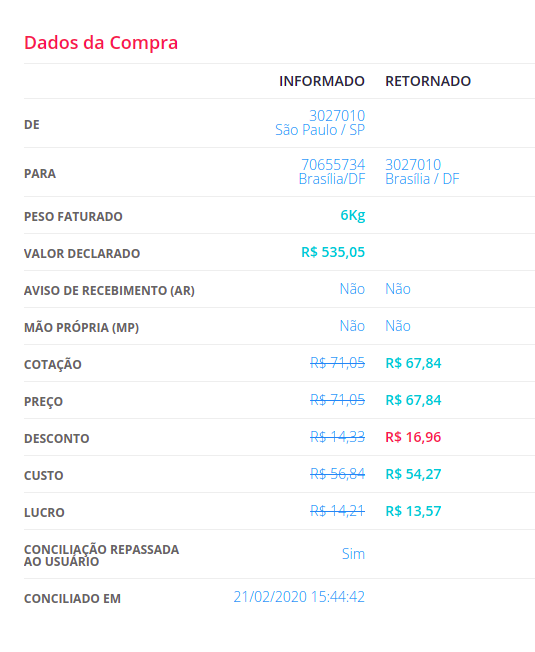 Dados da Compra
INFORMADO RETORNADO
DE 3027010
São Paulo / SP
PARA 70655734 3027010
Brasília/DF Brasília / DF
PESO FATURADO 6Kg
VALOR DECLARADO R$ 535,05
AVISO DE RECEBIMENTO (AR) Não Não
MÃO PRÓPRIA (MP) Não Não
COTAÇÃO R$ 71,05 R$ 67,84
PREÇO R$ 71,05 R$ 67,84
DESCONTO R$ 14,33 R$ 16,96
CUSTO R$ 56,84 R$ 54,27
LUCRO R$ 14,21 R$ 13,57
CONCILIAÇÃO REPASSADA
AO USUÁRIO Sim
CONCILIADO EM 21/02/2020 15:44:42